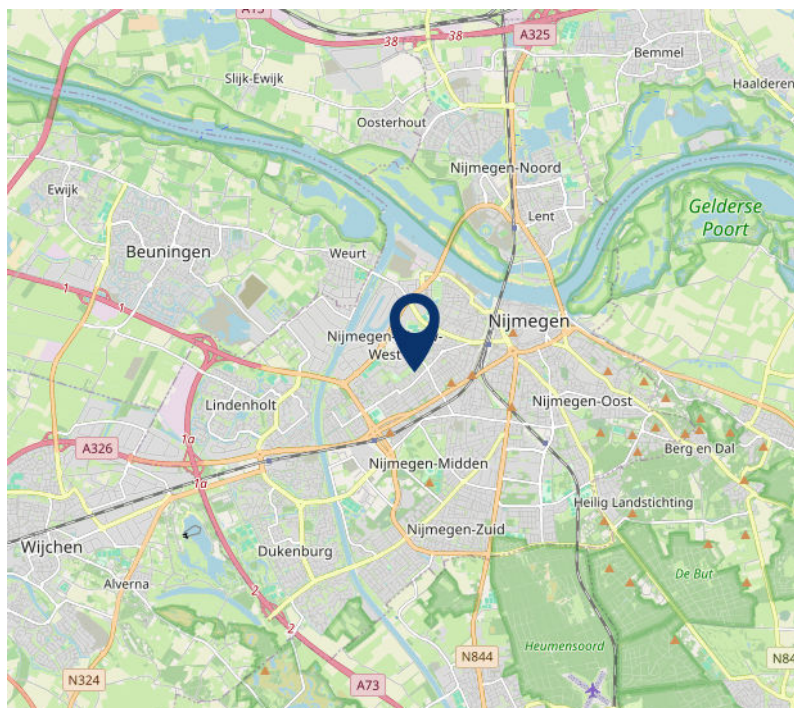 A15
38
38
A325
Bemmel
Slijk-Ewijk
Haalderen
Oosterhout
Nijmegen-Noord
Ewijk
Lent
Gelderse
Poort
Beuningen
Weurt
1
1
Nijmegen
Nijmegen-
West
Lindenholt
Nijmegen-Oost
1a
A326
Berg en Dal
Nijmegen-Midden
1a
Heilig Landstichting
Nijmegen-Zuid
Wijchen
Dukenburg
Alverna
De But
2
2
Heumensoord
N844
N84
N324
A73